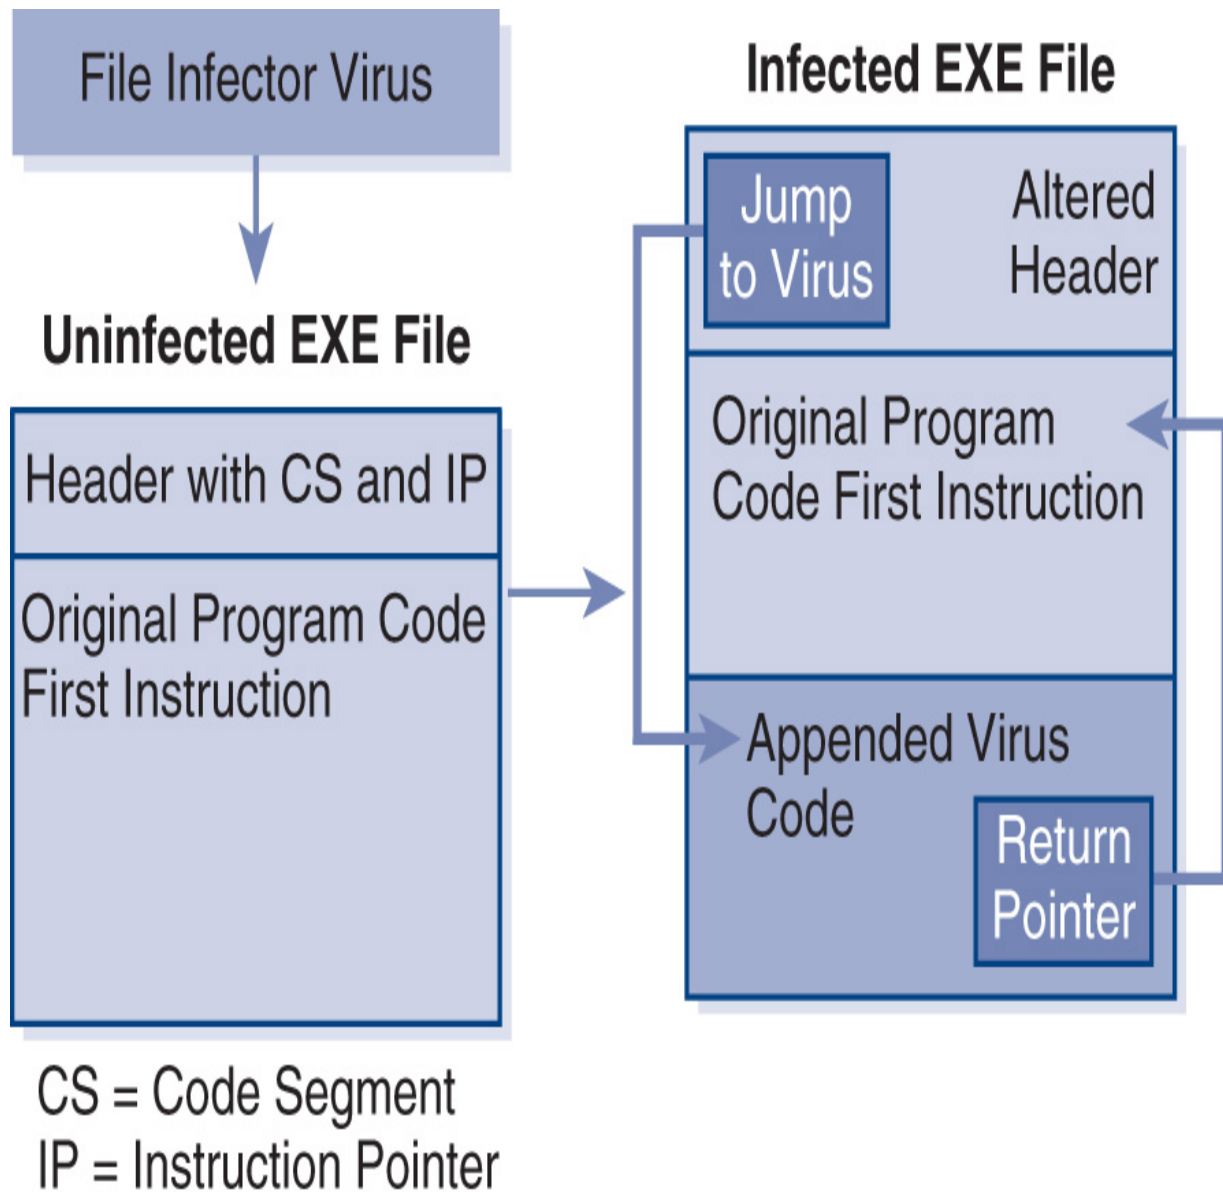 File Infector Virus
Uninfected EXE File
Header with CS and IP
Original Program Code
First Instruction
CS = Code Segment
IP = Instruction Pointer
Infected EXE File
Jump
to Virus
Altered
Header
Original Program
Code First Instruction
Appended Virus
Code
Return
Pointer